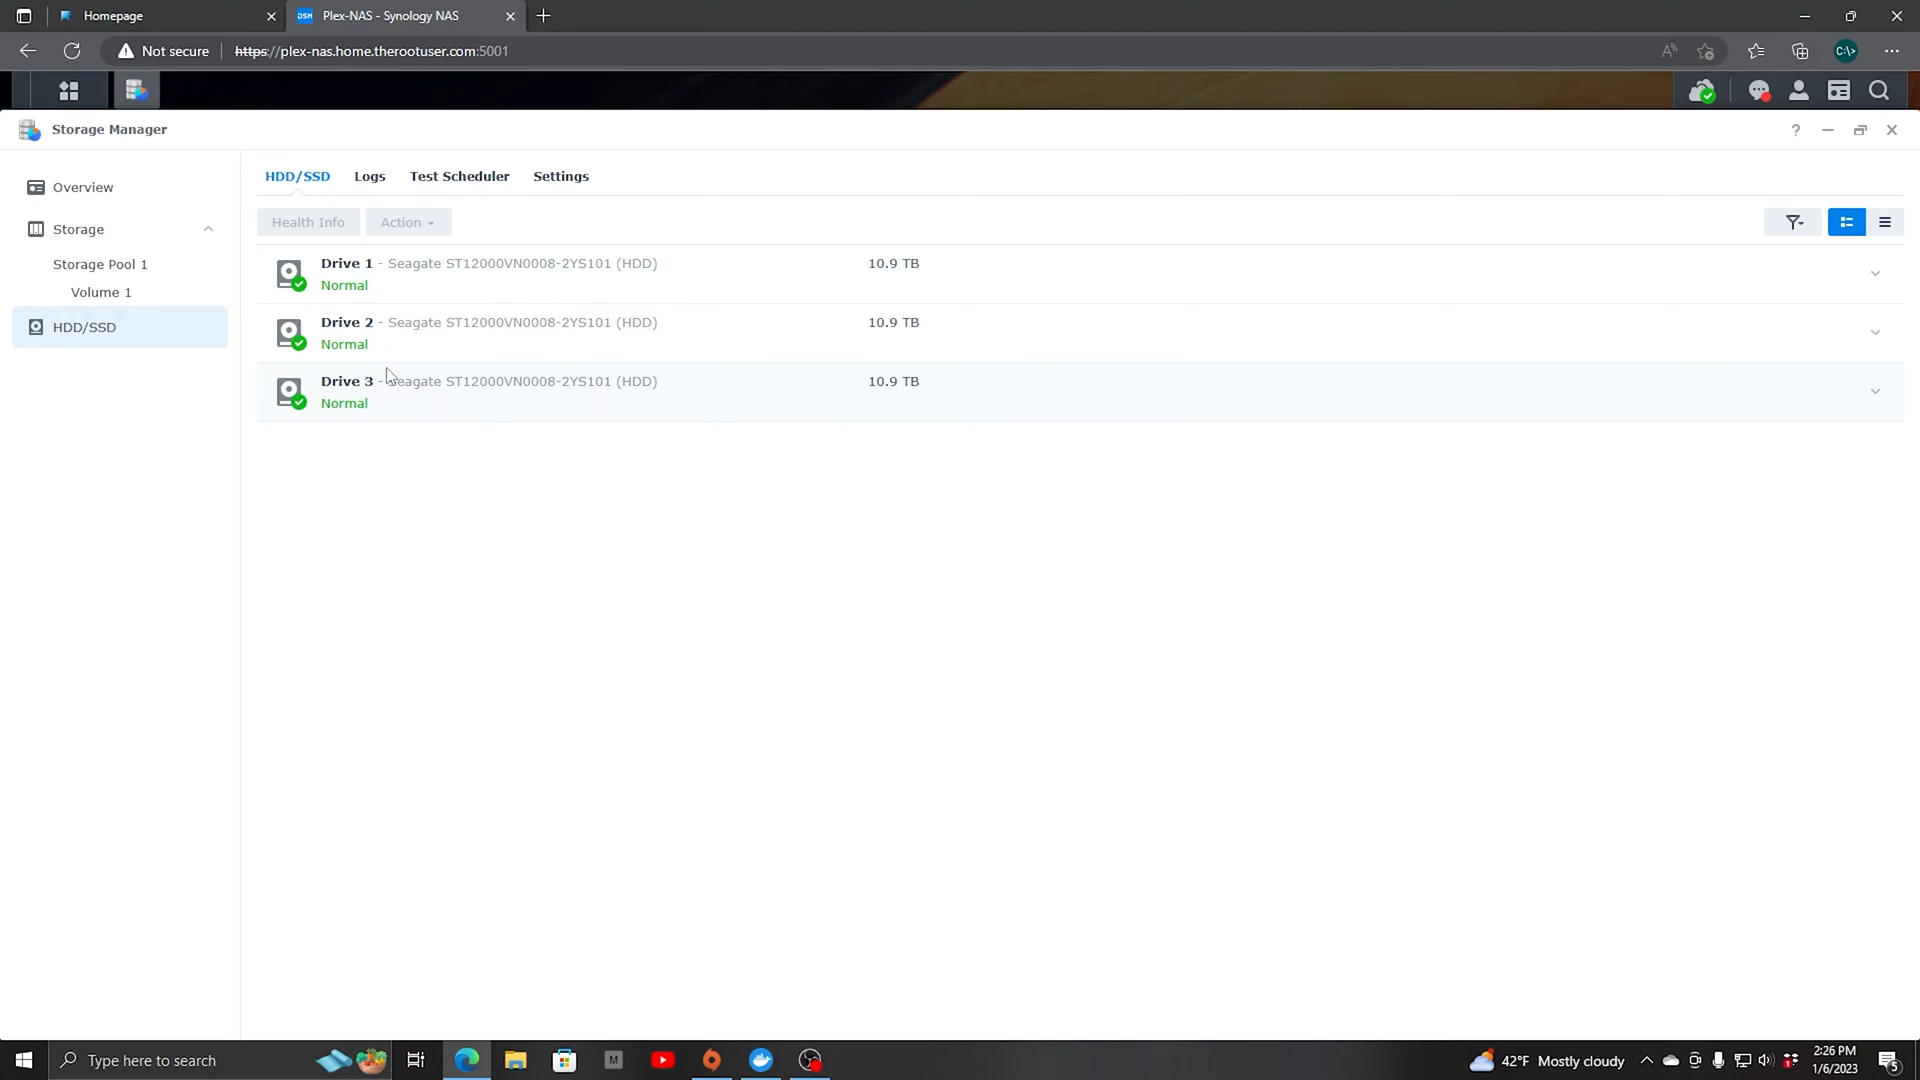 Homepage
DSM Plex-NAS - Synology NAS
Not secure https://plex-nas.home.therootuser.com:5001
C:\>
Storage Manager
?
Overview
Storage
Storage Pool 1
Volume 1
HDD/SSD
HDD/SSD Logs Test Scheduler Settings
Health Info Action
Drive 1 - Seagate ST12000VN0008-2YS101 (HDD) 10.9 TB
Normal
Drive 2 - Seagate ST12000VN0008-2YS101 (HDD) 10.9 TB
Normal
Drive 3 - Seagate ST12000VN0008-2YS101 (HDD) 10.9 TB
Normal
Type here to search
M
42°F Mostly cloudy
2:26 PM
1/6/2023
5